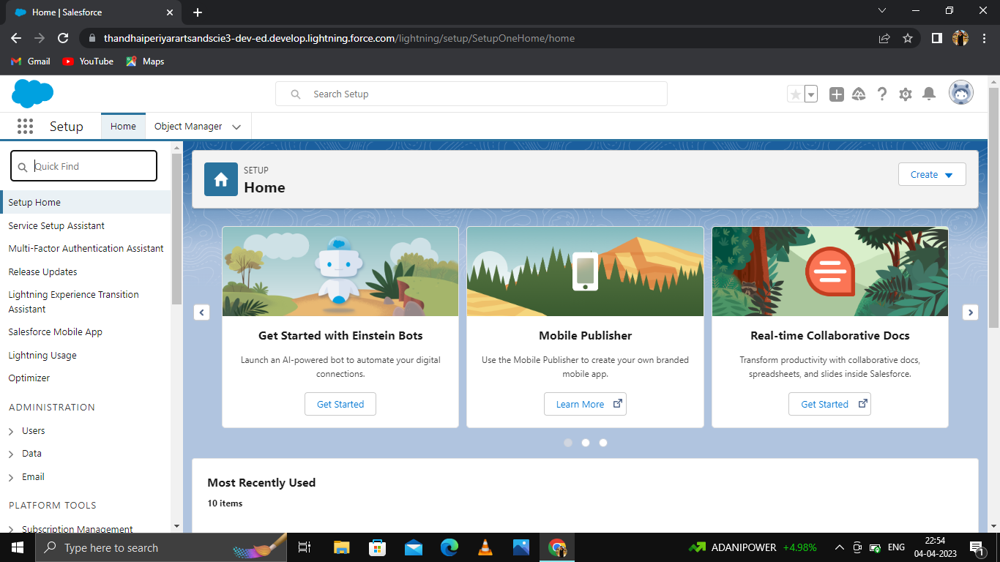 Home | Salesforce
thandhaiperiyarartsandscie3-dev-ed.develop.lightning.force.com/lightning/setup/SetupOneHome/home
Gmail YouTube Maps
Search Setup
Setup Home Object Manager
Quick Find
Setup Home
Service Setup Assistant
Multi-Factor Authentication Assistant
Release Updates
Lightning Experience Transition
Assistant
Salesforce Mobile App
Lightning Usage
Optimizer
ADMINISTRATION
Users
Data
Email
PLATFORM TOOLS
Subscription Management
SETUP
Home
Create
Get Started with Einstein Bots
Launch an AI-powered bot to automate your digital
connections.
Get Started
Mobile Publisher
Use the Mobile Publisher to create your own branded
mobile app.
Learn More
Real-time Collaborative Docs
Transform productivity with collaborative docs,
spreadsheets, and slides inside Salesforce.
Get Started
Most Recently Used
10 items
Type here to search
ADANIPOWER +4.98%
ENG
22:54
04-04-2023
1